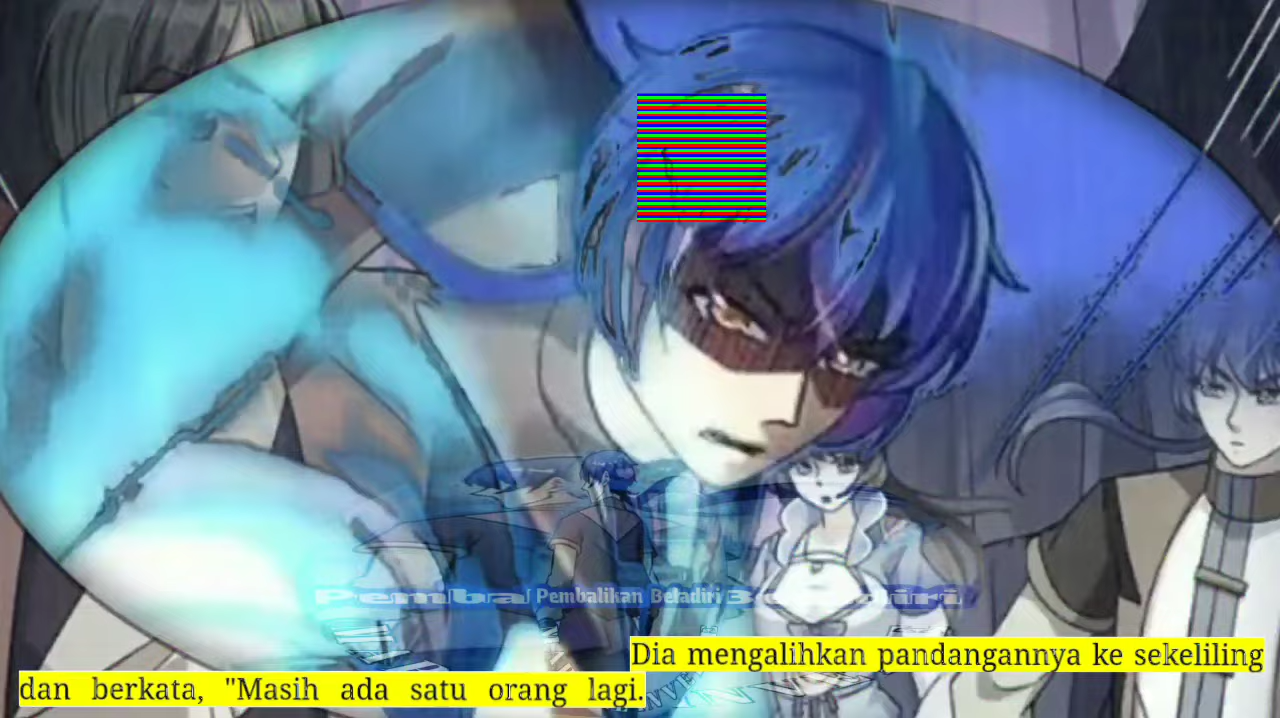 Pembalikan Beladiri
Dia mengalihkan pandangannya ke sekeliling
dan berkata, "Masih ada satu orang lagi.